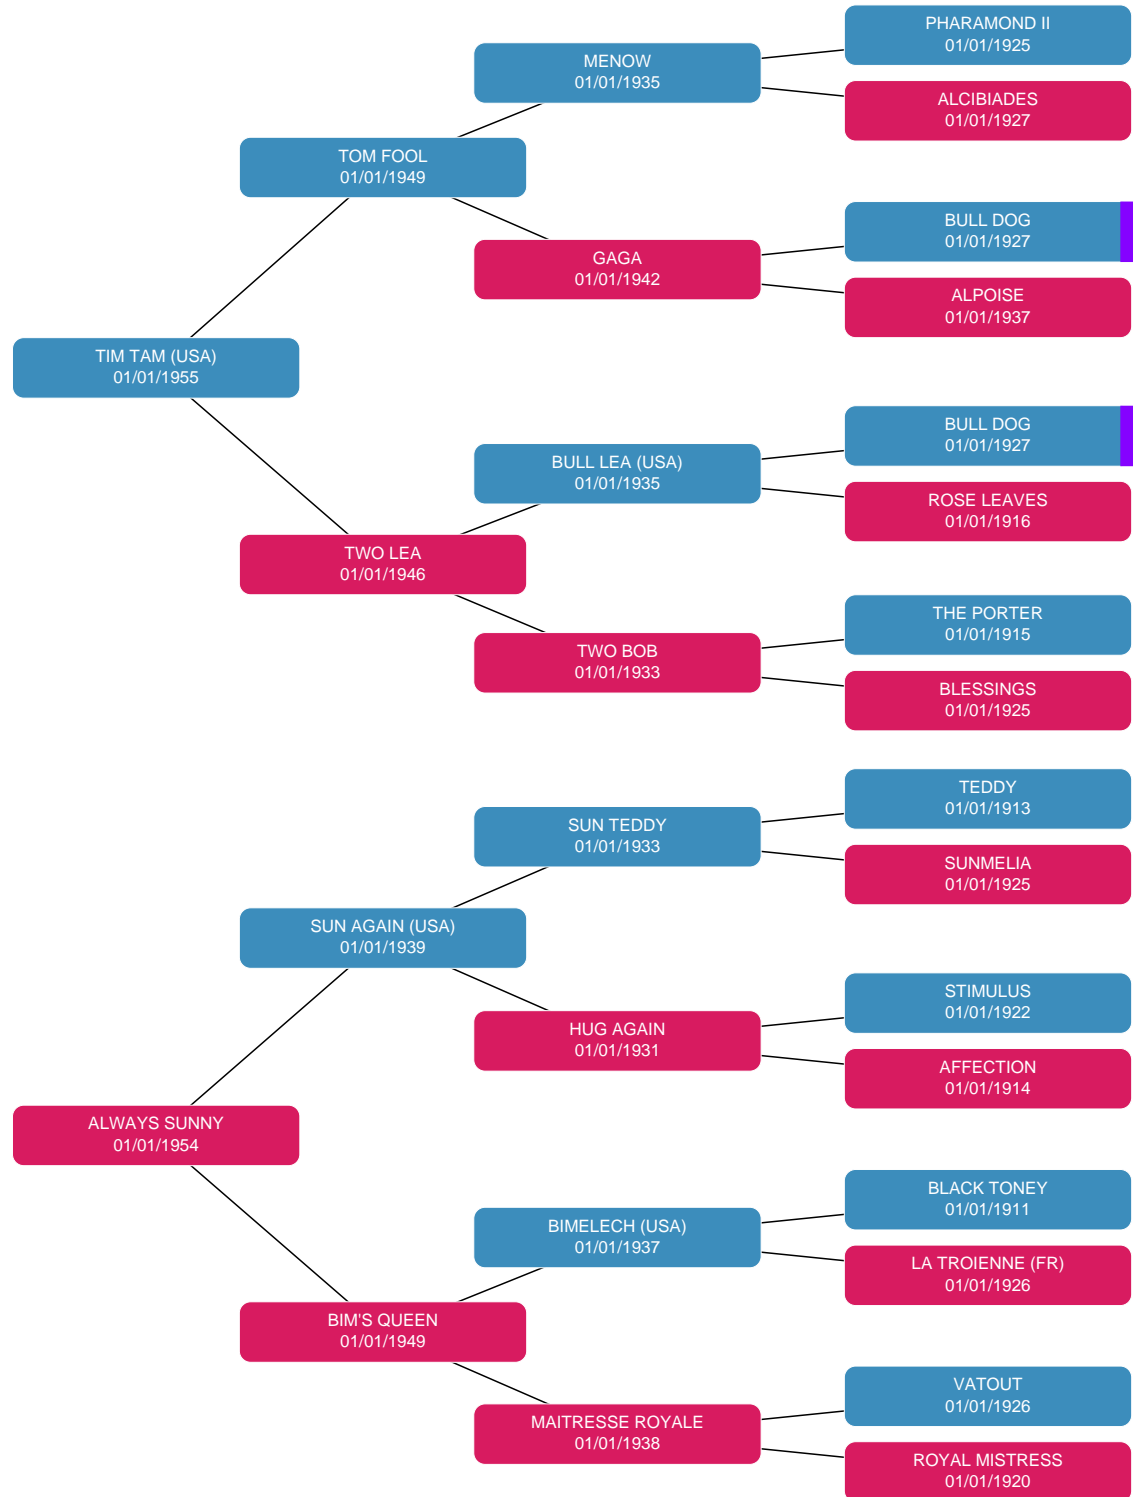 PHARAMOND II
01/01/1925
MENOW
01/01/1935
ALCIBIADES
01/01/1927
TOM FOOL
01/01/1949
BULL DOG
01/01/1927
GAGA
01/01/1942
ALPOISE
01/01/1937
TIM TAM (USA)
01/01/1955
BULL DOG
01/01/1927
BULL LEA (USA)
01/01/1935
ROSE LEAVES
01/01/1916
TWO LEA
01/01/1946
THE PORTER
01/01/1915
TWO BOB
01/01/1933
BLESSINGS
01/01/1925
TEDDY
01/01/1913
SUN TEDDY
01/01/1933
SUNMELIA
01/01/1925
SUN AGAIN (USA)
01/01/1939
STIMULUS
01/01/1922
HUG AGAIN
01/01/1931
AFFECTION
01/01/1914
ALWAYS SUNNY
01/01/1954
BLACK TONEY
01/01/1911
BIMELECH (USA)
01/01/1937
LA TROIENNE (FR)
01/01/1926
BIM'S QUEEN
01/01/1949
VATOUT
01/01/1926
MAITRESSE ROYALE
01/01/1938
ROYAL MISTRESS
01/01/1920